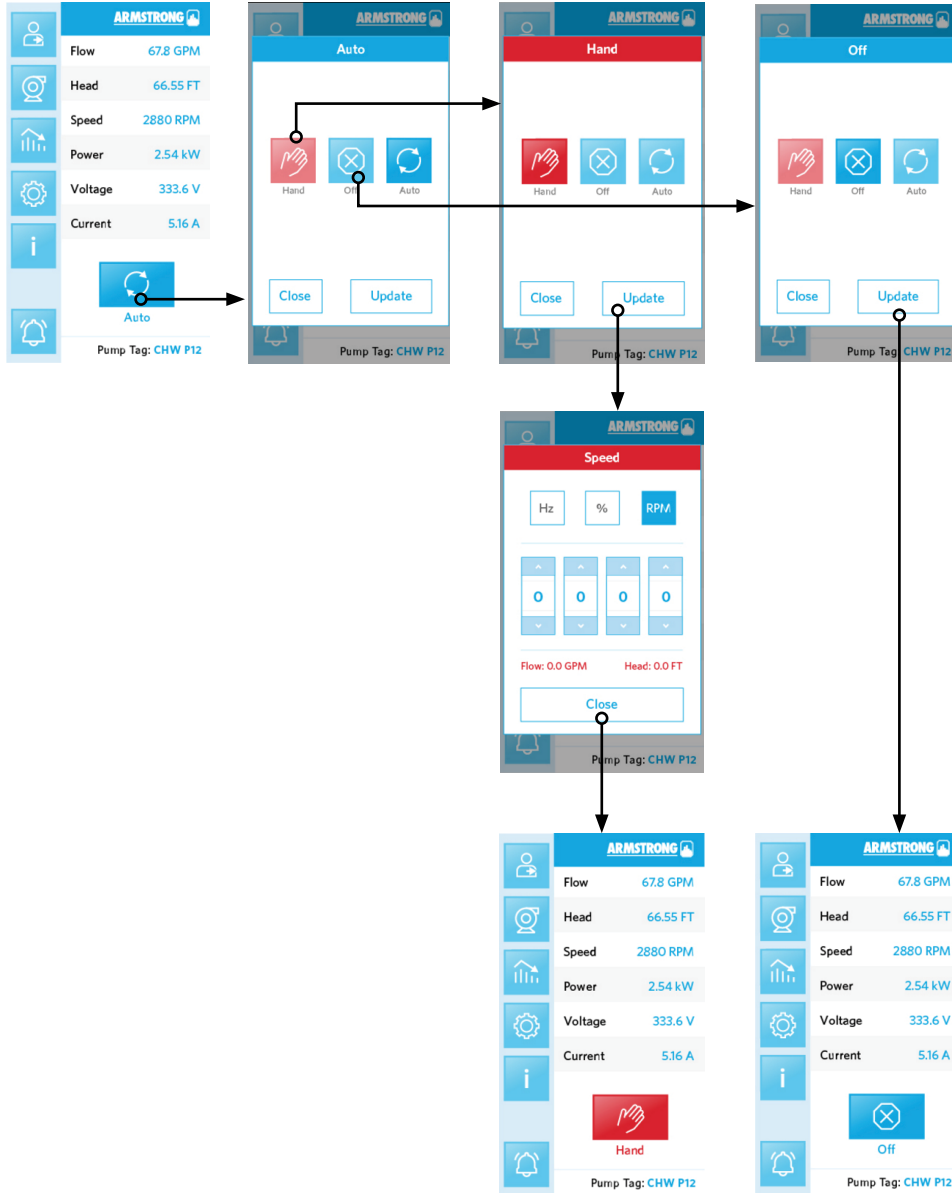 ARMSTRONG
Flow 67.8 GPM
Head 66.55 FT
Speed 2880 RPM
Power 2.54 kW
Voltage 333.6 V
Current 5.16 A
i
Auto
Pump Tag: CHW P12
ARMSTRONG
Auto
Hand Off Auto
Close Update
Pump Tag: CHW P12
ARMSTRONG
Hand
Hand Off Auto
Close Update
Pump Tag: CHW P12
ARMSTRONG
Off
Hand Off Auto
Close Update
Pump Tag: CHW P12
ARMSTRONG
Speed
Hz % RPM
0 0 0 0
Flow: 0.0 GPM Head: 0.0 FT
Close
Pump Tag: CHW P12
ARMSTRONG
Flow 67.8 GPM
Head 66.55 FT
Speed 2880 RPM
Power 2.54 kW
Voltage 333.6 V
Current 5.16 A
i
Hand
Pump Tag: CHW P12
ARMSTRONG
Flow 67.8 GPM
Head 66.55 FT
Speed 2880 RPM
Power 2.54 kW
Voltage 333.6 V
Current 5.16 A
i
Off
Pump Tag: CHW P12